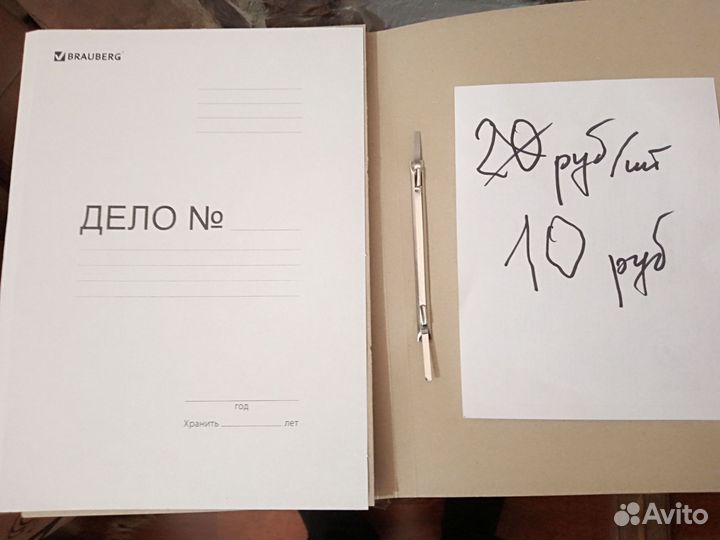 BRAUBERG
ДЕЛО №
год
Хранить лет
20 руб/шт
10 руб
Avito